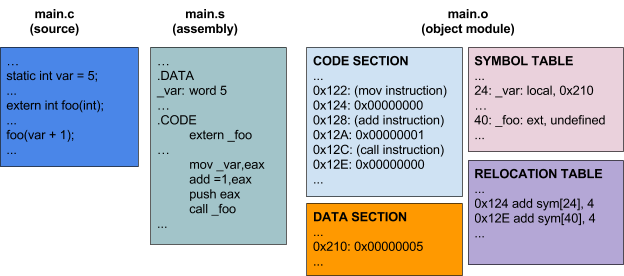 main.c
(source)
…
static int var = 5;
...
extern int foo(int);
...
foo(var + 1);
...
main.s
(assembly)
…
.DATA
_var: word 5
…
.CODE
extern _foo
…
mov _var,eax
add =1,eax
push eax
call _foo
...
main.o
(object module)
CODE SECTION
...
0x122: (mov instruction)
0x124: 0x00000000
0x128: (add instruction)
0x12A: 0x00000001
0x12C: (call instruction)
0x12E: 0x00000000
...
DATA SECTION
...
0x210: 0x00000005
...
SYMBOL TABLE
...
24: _var: local, 0x210
…
40: _foo: ext, undefined
...
RELOCATION TABLE
...
0x124 add sym[24], 4
0x12E add sym[40], 4
...